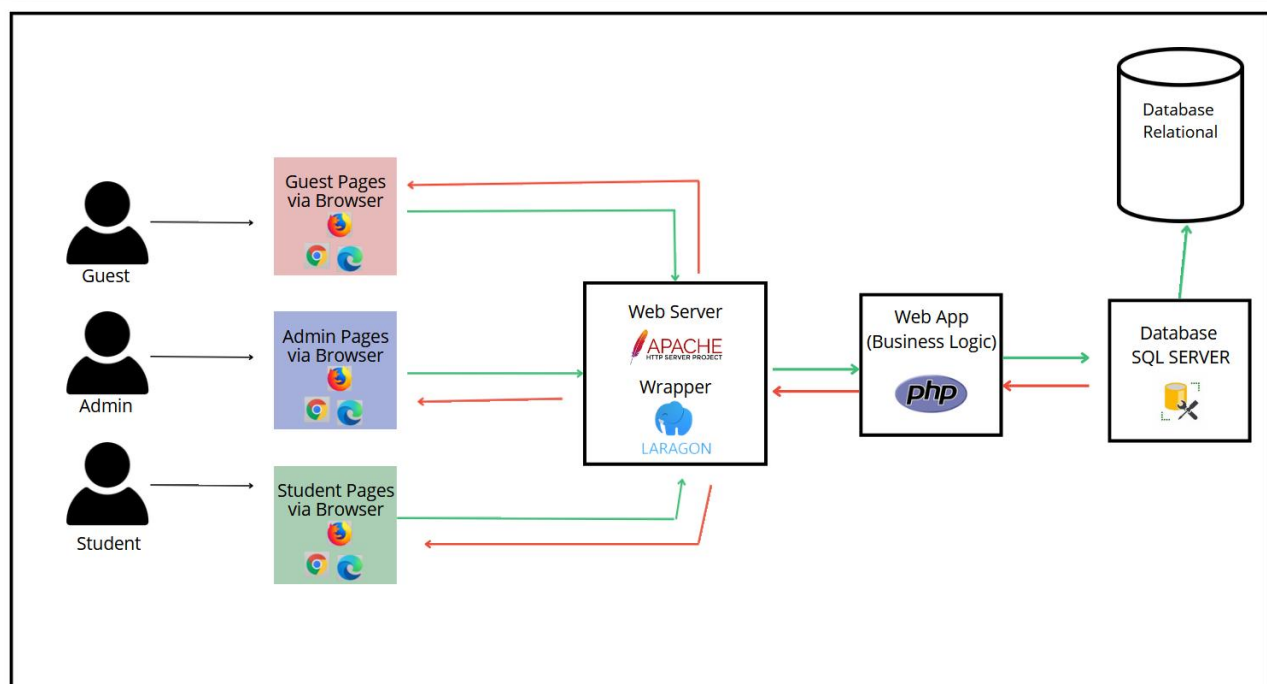 Guest
Admin
Student
Guest Pages
via Browser
Admin Pages
via Browser
Student Pages
via Browser
Web Server
APACHE
HTTP SERVER PROJECT
Wrapper
LARAGON
Web App
(Business Logic)
php
Database
SQL SERVER
Database
Relational